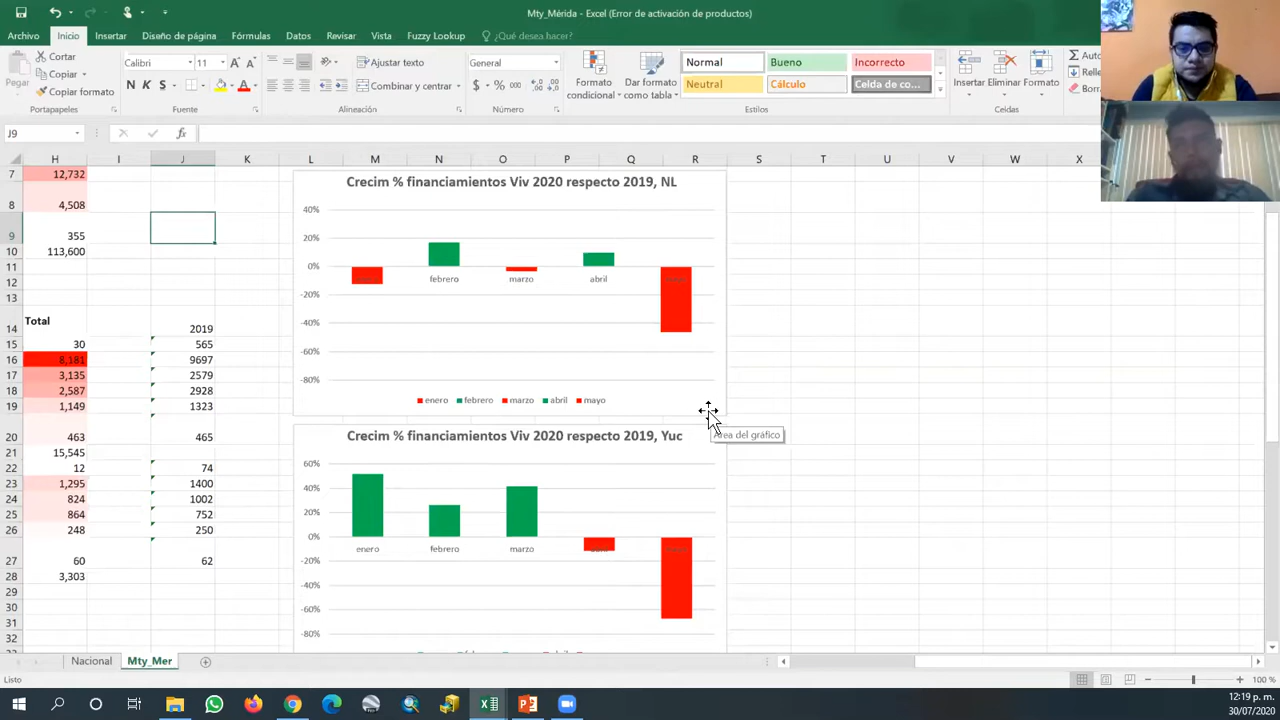 Mty_Mérida - Excel (Error de activación de productos)
Archivo Inicio Insertar Diseño de página Fórmulas Datos Revisar Vista Fuzzy Lookup ¿Qué desea hacer?
Cortar
Copiar
Copiar formato
Pegar
Portapapeles
Calibri 11
N K S
Fuente
Ajustar texto
Combinar y centrar
Alineación
General
$ % 000
Número
Formato condicional
Dar formato como tabla
Normal Bueno Incorrecto
Neutral Cálculo Celda de co...
Estilos
Insertar Eliminar Formato
Celdas
Auto
Relle
Borr
J9 fx
H I J K L M N O P Q R S T U V W X
7 12,732
8 4,508
9 355
10 113,600
11
12
13
14 Total 2019
15 30 565
16 8,181 9697
17 3,135 2579
18 2,587 2928
19 1,149 1323
20 463 465
21 15,545
22 12 74
23 1,295 1400
24 824 1002
25 864 752
26 248 250
27 60 62
28 3,303
29
30
31
32
Crecim % financiamientos Viv 2020 respecto 2019, NL
40%
20%
0%
-20%
-40%
-60%
-80%
febrero marzo abril
enero febrero marzo abril mayo
Área del gráfico
Crecim % financiamientos Viv 2020 respecto 2019, Yuc
60%
40%
20%
0%
-20%
-40%
-60%
-80%
enero febrero marzo abril
Nacional Mty_Mer
Listo
100 %
12:19 p. m.
30/07/2020